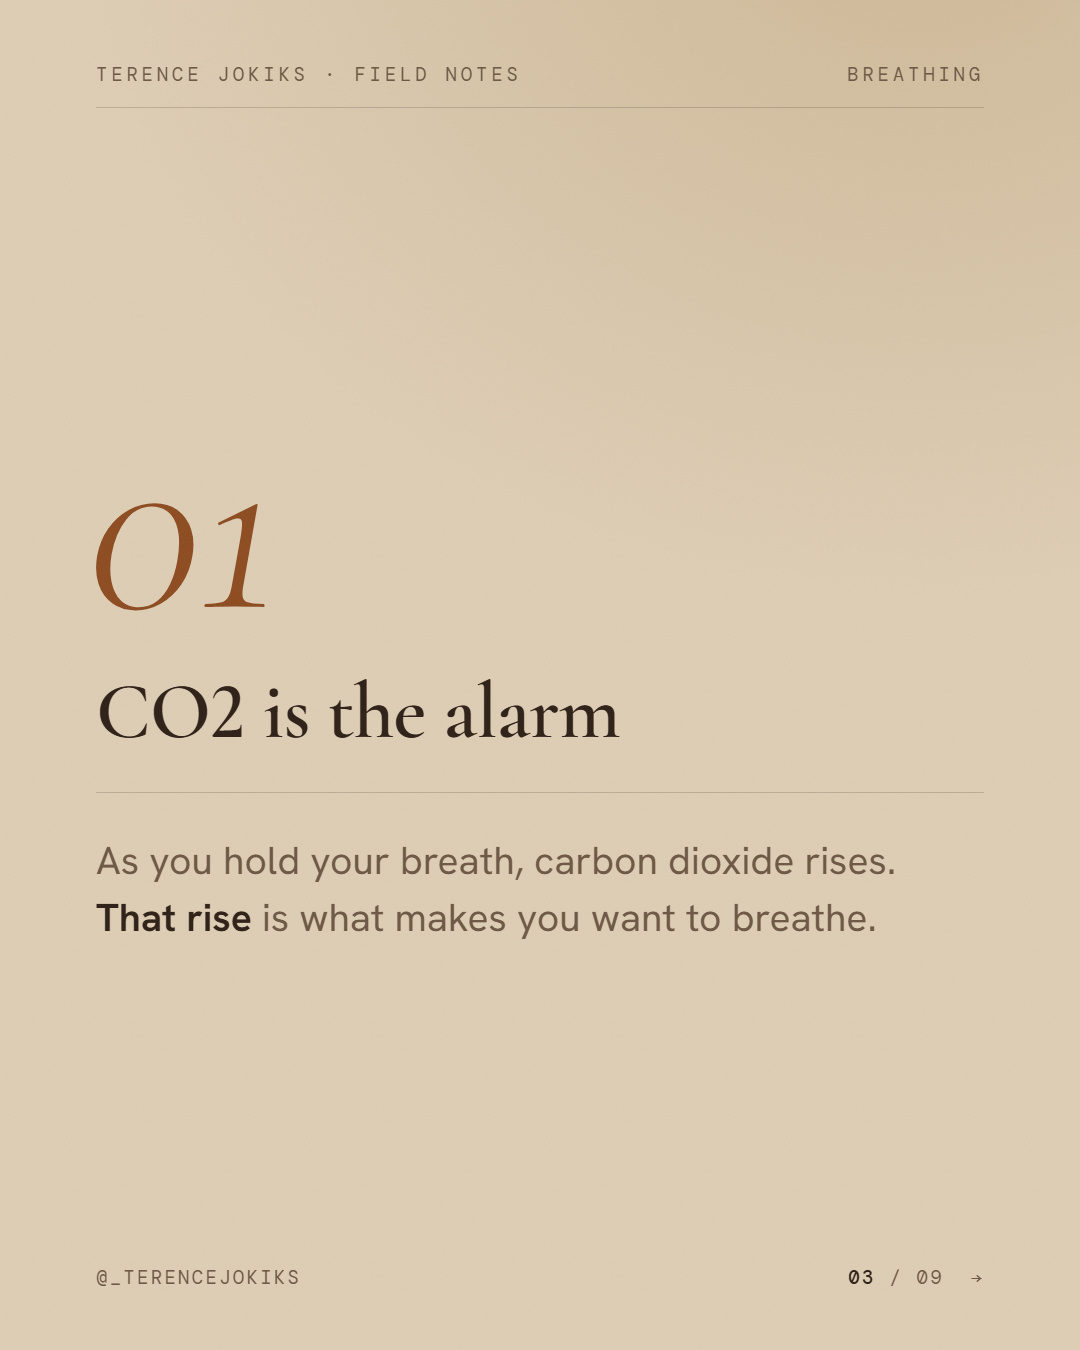 TERENCE JOKIKS · FIELD NOTES
BREATHING
01
CO2 is the alarm
As you hold your breath, carbon dioxide rises.
That rise is what makes you want to breathe.
@_TERENCEJOKIKS
03 / 09 →